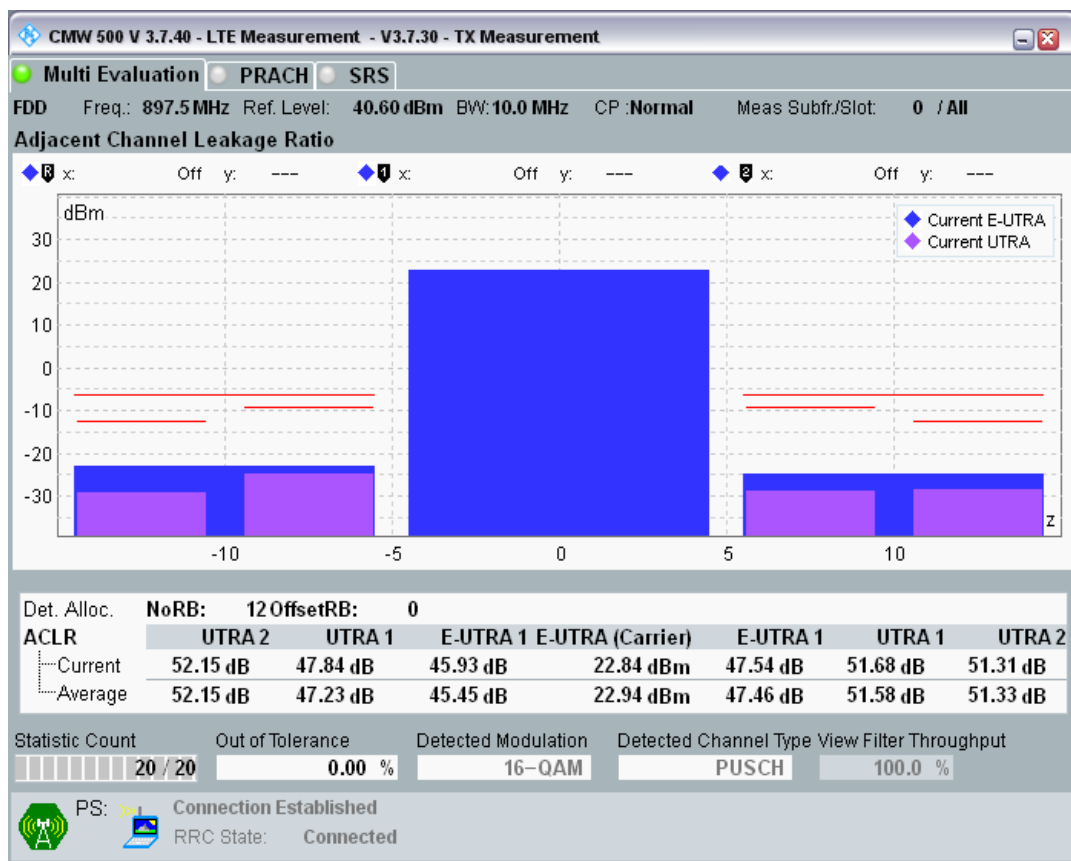 CMW 500 V 3.7.40 - LTE Measurement - V3.7.30 - TX Measurement
Multi Evaluation PRACH SRS
FDD Freq.: 897.5 MHz Ref. Level: 40.60 dBm BW: 10.0 MHz CP :Normal Meas Subfr./Slot: 0 / All
Adjacent Channel Leakage Ratio
R x: Off y: --- 1 x: Off y: --- 2 x: Off y: ---
dBm
Current E-UTRA
Current UTRA
30
20
10
0
-10
-20
-30
z
-10 -5 0 5 10
Det. Alloc. NoRB: 12 OffsetRB: 0
ACLR UTRA 2 UTRA 1 E-UTRA 1 E-UTRA (Carrier) E-UTRA 1 UTRA 1 UTRA 2
Current 52.15 dB 47.84 dB 45.93 dB 22.84 dBm 47.54 dB 51.68 dB 51.31 dB
Average 52.15 dB 47.23 dB 45.45 dB 22.94 dBm 47.46 dB 51.58 dB 51.33 dB
Statistic Count Out of Tolerance Detected Modulation Detected Channel Type View Filter Throughput
20 / 20 0.00 % 16-QAM PUSCH 100.0 %
PS: Connection Established
RRC State: Connected